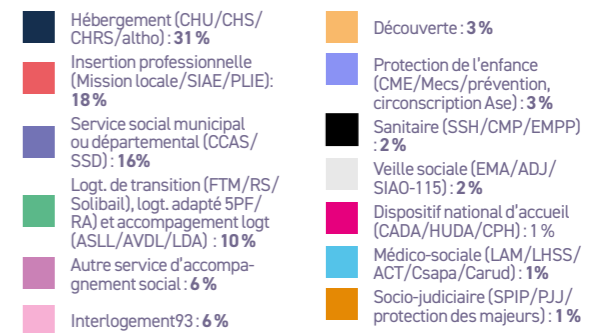 Hébergement (CHU/CHS/
CHRS/altho) : 31 %
Insertion professionnelle
(Mission locale/SIAE/PLIE):
18 %
Service social municipal
ou départemental (CCAS/
SSD) : 16%
Logt. de transition (FTM/RS/
Solibail), logt. adapté 5PF/
RA) et accompagement logt
(ASLL/AVDL/LDA) : 10 %
Autre service d'accompa-
gnement social : 6 %
Interlogement93 : 6 %
Découverte : 3 %
Protection de l'enfance
(CME/Mecs/prévention,
circonscription Ase) : 3 %
Sanitaire (SSH/CMP/EMPP)
: 2 %
Veille sociale (EMA/ADJ/
SIAO-115) : 2 %
Dispositif national d'accueil
(CADA/HUDA/CPH) : 1 %
Médico-sociale (LAM/LHSS/
ACT/Csapa/Carud) : 1%
Socio-judiciaire (SPIP/PJJ/
protection des majeurs) : 1 %